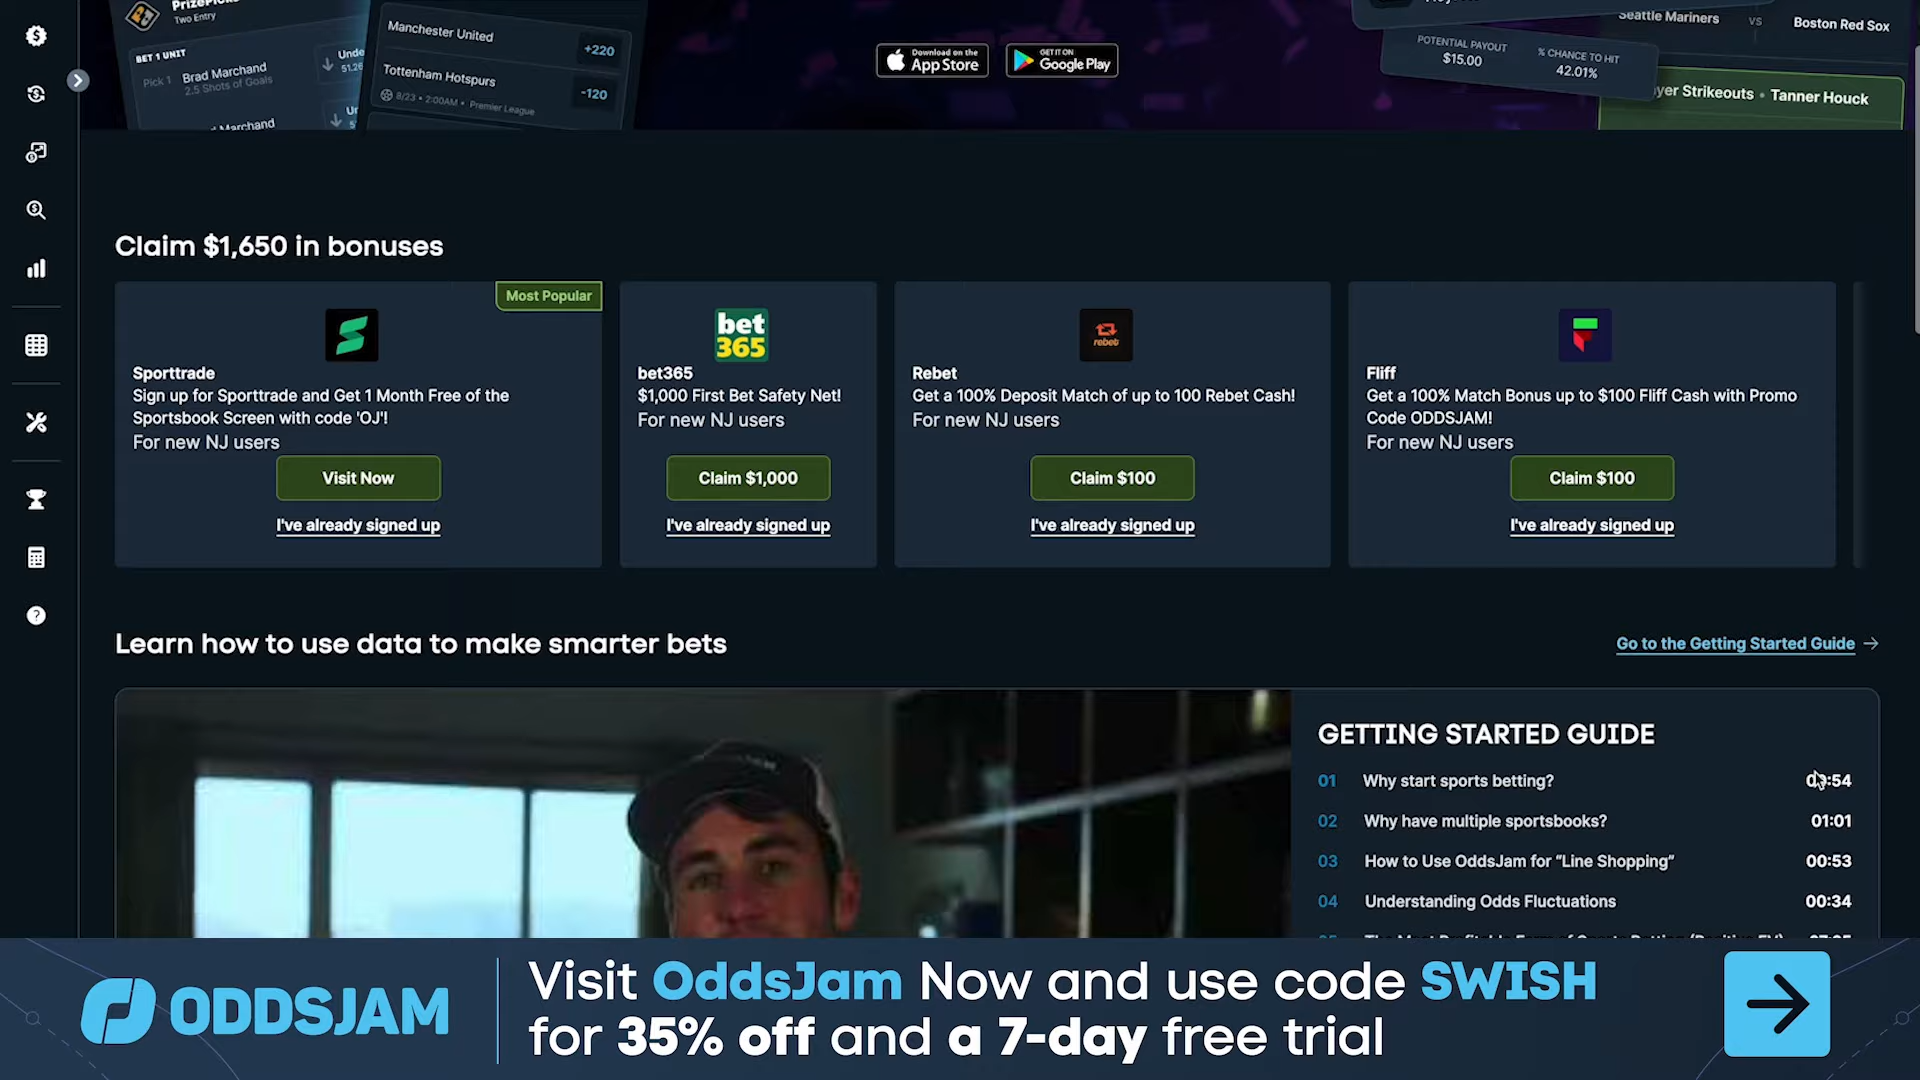 Two Entry
BET 1 UNIT
Pick 1 Brad Marchand
2.5 Shots of Goals
Marchand
Manchester United
+220
Tottenham Hotspurs
-120
8/23 • 2:00AM • Premier League
Download on the
App Store
GET IT ON
Google Play
Seattle Mariners
VS
Boston Red Sox
POTENTIAL PAYOUT
$15.00
% CHANCE TO HIT
42.01%
Strikeouts • Tanner Houck
Claim $1,650 in bonuses
Most Popular
Sporttrade
Sign up for Sporttrade and Get 1 Month Free of the
Sportsbook Screen with code 'OJ'!
For new NJ users
Visit Now
I've already signed up
bet
365
bet365
$1,000 First Bet Safety Net!
For new NJ users
Claim $1,000
I've already signed up
rebet
Rebet
Get a 100% Deposit Match of up to 100 Rebet Cash!
For new NJ users
Claim $100
I've already signed up
Fliff
Get a 100% Match Bonus up to $100 Fliff Cash with Promo
Code ODDSJAM!
For new NJ users
Claim $100
I've already signed up
Learn how to use data to make smarter bets
Go to the Getting Started Guide
GETTING STARTED GUIDE
01 Why start sports betting?
02 Why have multiple sportsbooks? 01:01
03 How to Use OddsJam for “Line Shopping” 00:53
04 Understanding Odds Fluctuations 00:34
ODDSJAM
Visit OddsJam Now and use code SWISH
for 35% off and a 7-day free trial